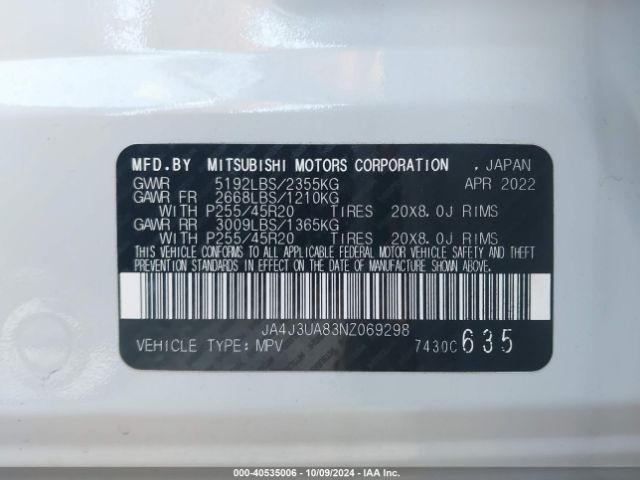 MFD.BY MITSUBISHI MOTORS CORPORATION , JAPAN
GWR 5192LBS/2355KG APR 2022
GAWR FR 2668LBS/1210KG
WITH P255/45R20 TIRES 20X8.0J RIMS
GAWR RR 3009LBS/1365KG
WITH P255/45R20 TIRES 20X8.0J RIMS
THIS VEHICLE CONFORMS TO ALL APPLICABLE FEDERAL MOTOR VEHICLE SAFETY AND THEFT
PREVENTION STANDARDS IN EFFECT ON THE DATE OF MANUFACTURE SHOWN ABOVE.
JA4J3UA83NZ069298
VEHICLE TYPE: MPV 7430C 635
000-40535006 - 10/09/2024 - IAA Inc.